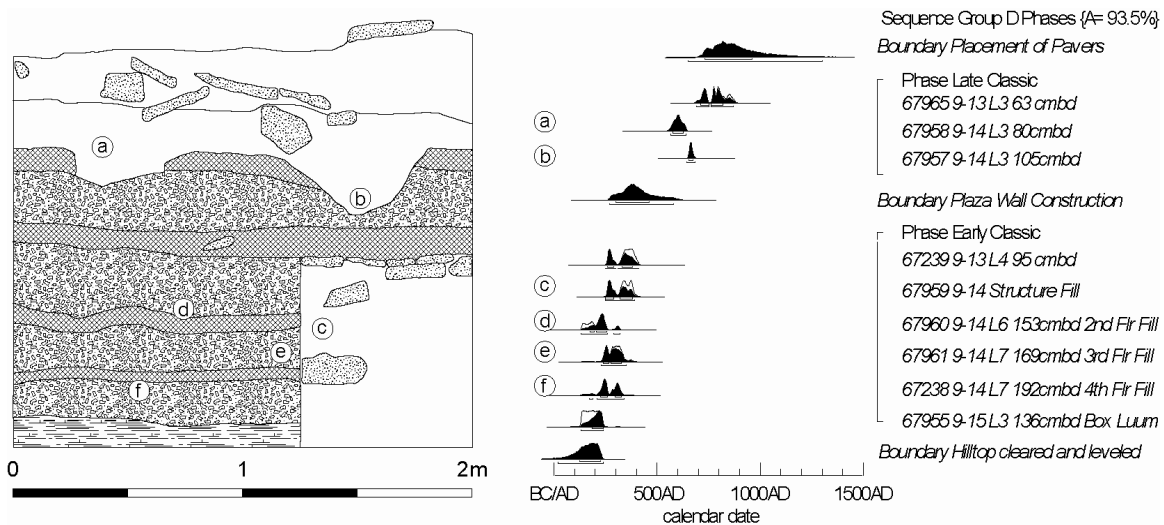 Sequence Group D Phases {A= 93.5%}
Boundary Placement of Pavers
Phase Late Classic
67965 9-13 L3 63 cmbd
a 67958 9-14 L3 80cmbd
b 67957 9-14 L3 105cmbd
Boundary Plaza Wall Construction
Phase Early Classic
67239 9-13 L4 95 cmbd
c 67959 9-14 Structure Fill
d 67960 9-14 L6 153cmbd 2nd Flr Fill
e 67961 9-14 L7 169cmbd 3rd Flr Fill
f 67238 9-14 L7 192cmbd 4th Flr Fill
67955 9-15 L3 136cmbd Box Luum
Boundary Hilltop cleared and leveled
BC/AD 500AD 1000AD 1500AD
calendar date
a
b
d
c
e
f
0 1 2m